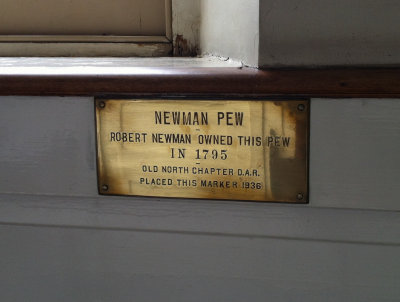 NEWMAN PEW
ROBERT NEWMAN OWNED THIS PEW
IN 1795
OLD NORTH CHAPTER D.A.R.
PLACED THIS MARKER 1936